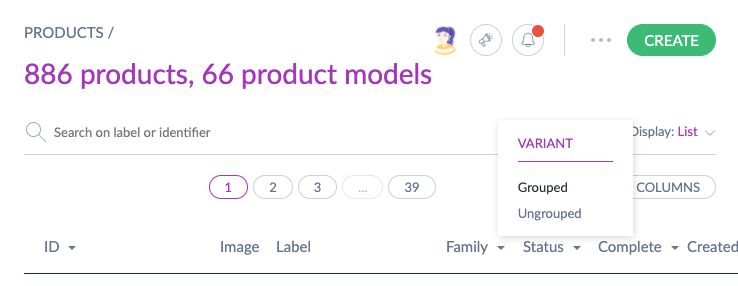 PRODUCTS /
CREATE
886 products, 66 product models
Search on label or identifier
Display: List
VARIANT
Grouped
Ungrouped
1 2 3 ... 39
COLUMNS
ID Image Label Family Status Complete Created